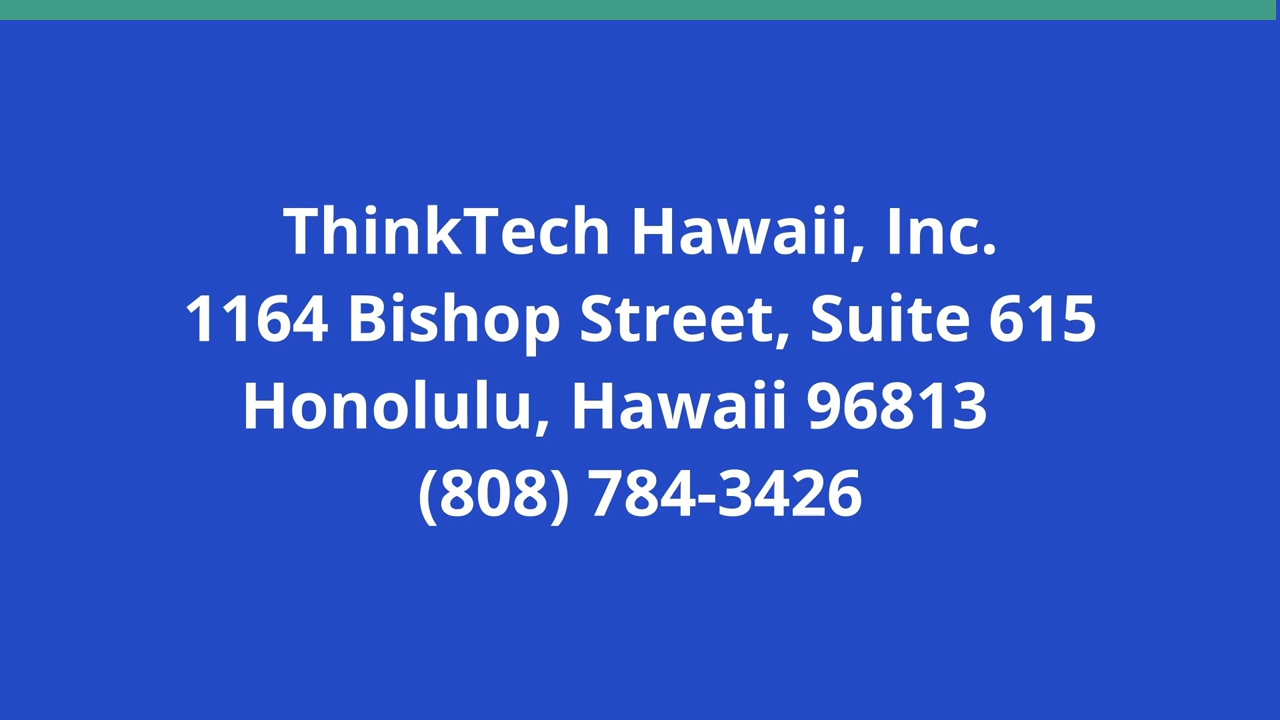 ThinkTech Hawaii, Inc.
1164 Bishop Street, Suite 615
Honolulu, Hawaii 96813
(808) 784-3426